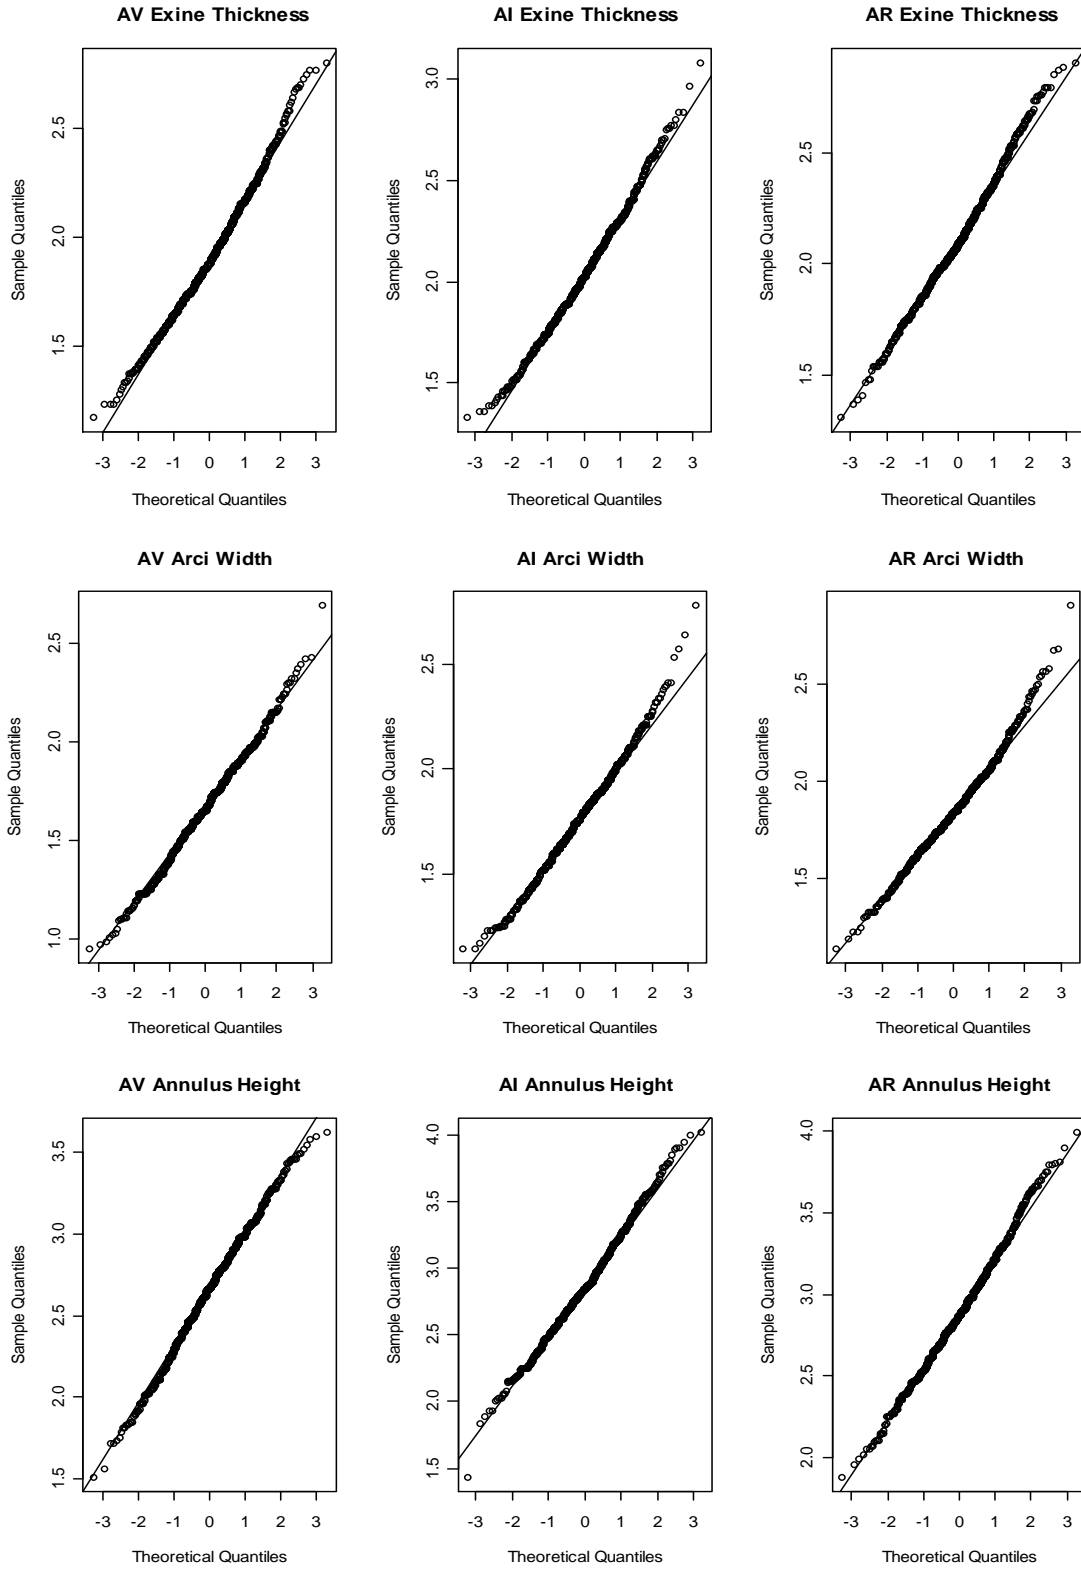 AV Exine Thickness
AI Exine Thickness
AR Exine Thickness
Sample Quantiles
1.5 2.0 2.5
-3 -2 -1 0 1 2 3
Theoretical Quantiles
Sample Quantiles
1.5 2.0 2.5 3.0
-3 -2 -1 0 1 2 3
Theoretical Quantiles
Sample Quantiles
1.5 2.0 2.5
-3 -2 -1 0 1 2 3
Theoretical Quantiles
AV Arci Width
AI Arci Width
AR Arci Width
Sample Quantiles
1.0 1.5 2.0 2.5
-3 -2 -1 0 1 2 3
Theoretical Quantiles
Sample Quantiles
1.5 2.0 2.5
-3 -2 -1 0 1 2 3
Theoretical Quantiles
Sample Quantiles
1.5 2.0 2.5
-3 -2 -1 0 1 2 3
Theoretical Quantiles
AV Annulus Height
AI Annulus Height
AR Annulus Height
Sample Quantiles
1.5 2.0 2.5 3.0 3.5
-3 -2 -1 0 1 2 3
Theoretical Quantiles
Sample Quantiles
1.5 2.0 2.5 3.0 3.5 4.0
-3 -2 -1 0 1 2 3
Theoretical Quantiles
Sample Quantiles
2.0 2.5 3.0 3.5 4.0
-3 -2 -1 0 1 2 3
Theoretical Quantiles